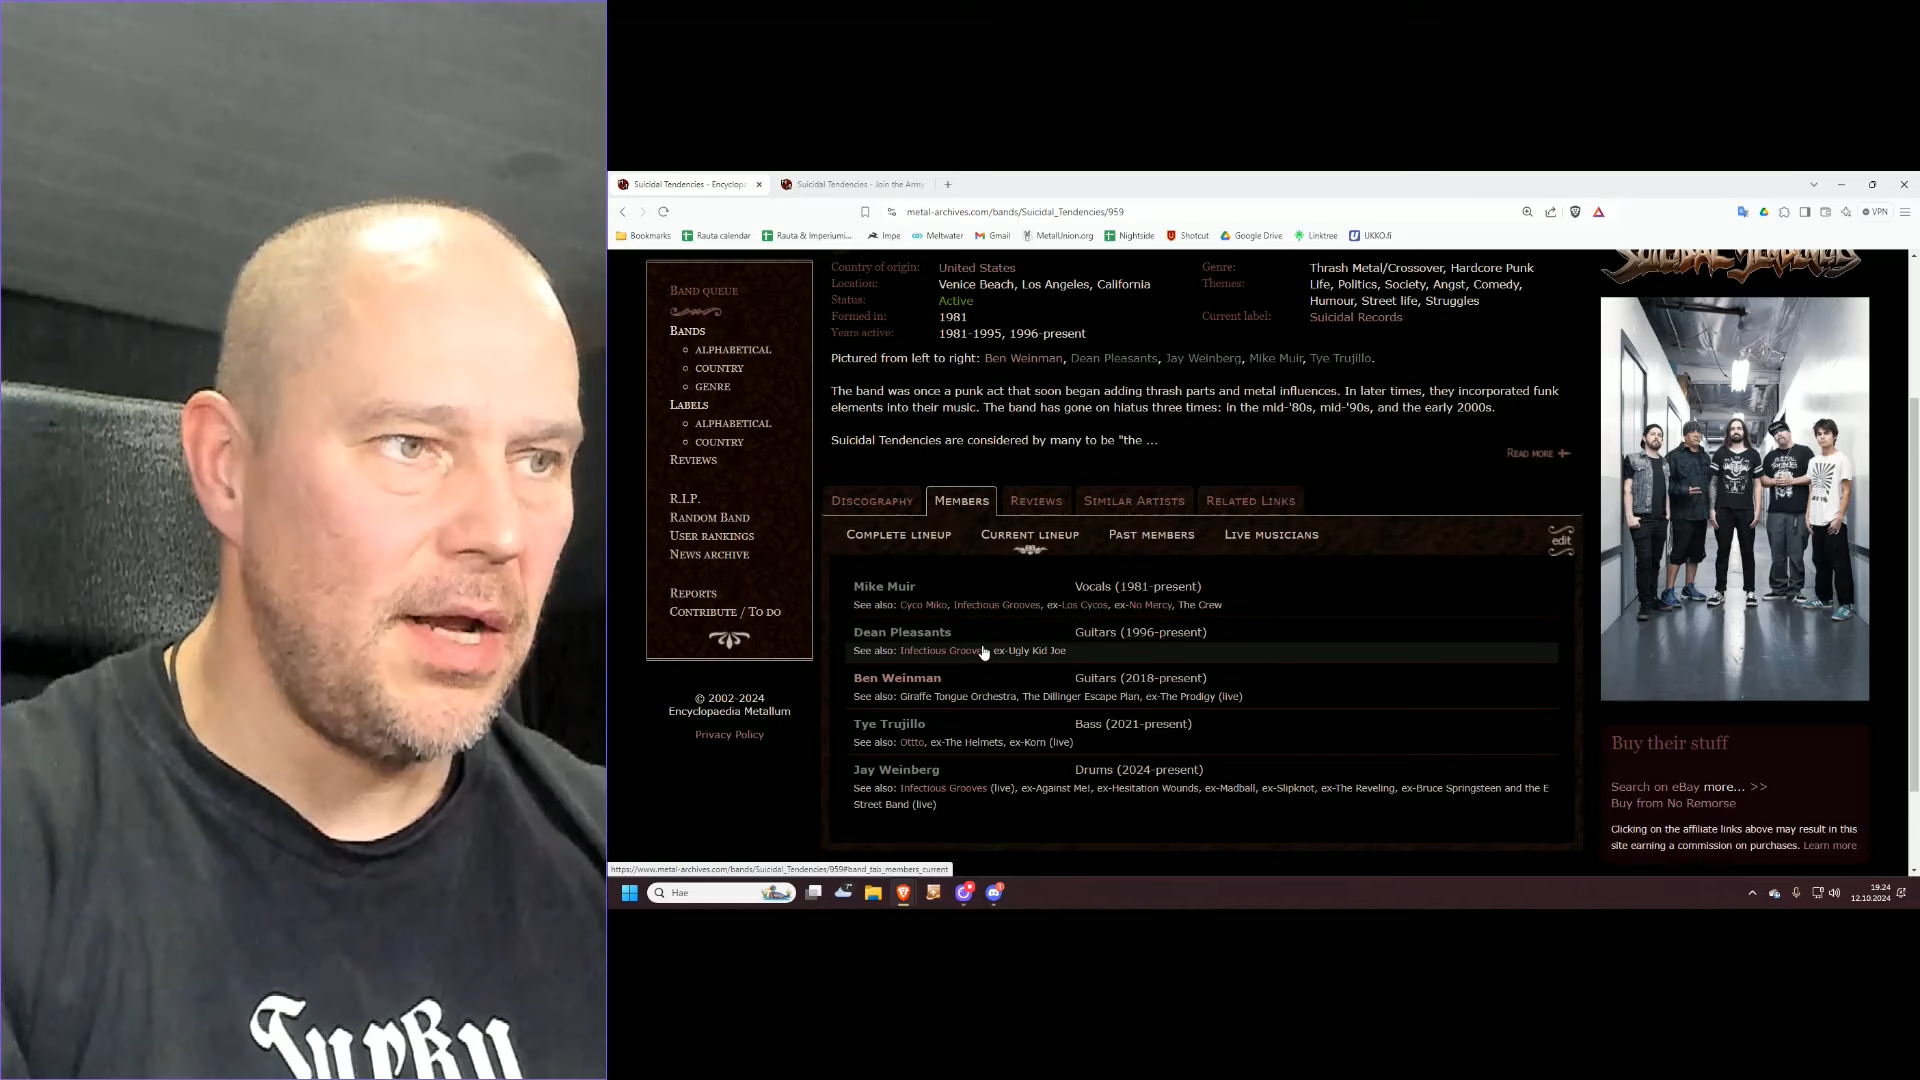 Suicidal Tendencies - Encyclopa
Suicidal Tendencies - Join the Army
metal-archives.com/bands/Suicidal_Tendencies/959
VPN
Bookmarks
Rauta calendar
Rauta & Imperiumi...
Impe
Meltwater
Gmail
MetalUnion.org
Nightside
Shotcut
Google Drive
Linktree
UKKO.fi
Band queue
Bands
Alphabetical
Country
Genre
Labels
Alphabetical
Country
Reviews
R.I.P.
Random Band
User rankings
News archive
Reports
Contribute / To do
© 2002-2024
Encyclopaedia Metallum
Privacy Policy
Country of origin: United States
Location: Venice Beach, Los Angeles, California
Status: Active
Formed in: 1981
Years active: 1981-1995, 1996-present
Genre: Thrash Metal/Crossover, Hardcore Punk
Themes: Life, Politics, Society, Angst, Comedy,
Humour, Street life, Struggles
Current label: Suicidal Records
Pictured from left to right: Ben Weinman, Dean Pleasants, Jay Weinberg, Mike Muir, Tye Trujillo.
The band was once a punk act that soon began adding thrash parts and metal influences. In later times, they incorporated funk
elements into their music. The band has gone on hiatus three times: in the mid-'80s, mid-'90s, and the early 2000s.
Suicidal Tendencies are considered by many to be "the ...
Read more
Discography
Members
Reviews
Similar Artists
Related Links
Complete lineup
Current lineup
Past members
Live musicians
edit
Mike Muir Vocals (1981-present)
See also: Cyco Miko, Infectious Grooves, ex-Los Cycos, ex-No Mercy, The Crew
Dean Pleasants Guitars (1996-present)
See also: Infectious Grooves, ex-Ugly Kid Joe
Ben Weinman Guitars (2018-present)
See also: Giraffe Tongue Orchestra, The Dillinger Escape Plan, ex-The Prodigy (live)
Tye Trujillo Bass (2021-present)
See also: Ottto, ex-The Helmets, ex-Korn (live)
Jay Weinberg Drums (2024-present)
See also: Infectious Grooves (live), ex-Against Me!, ex-Hesitation Wounds, ex-Madball, ex-Slipknot, ex-The Reveling, ex-Bruce Springsteen and the E
Street Band (live)
Suicidal Tendencies
Buy their stuff
Search on eBay more... >>
Buy from No Remorse
Clicking on the affiliate links above may result in this
site earning a commission on purchases. Learn more
https://www.metal-archives.com/bands/Suicidal_Tendencies/959#band_tab_members_current
Hae
19.24
12.10.2024